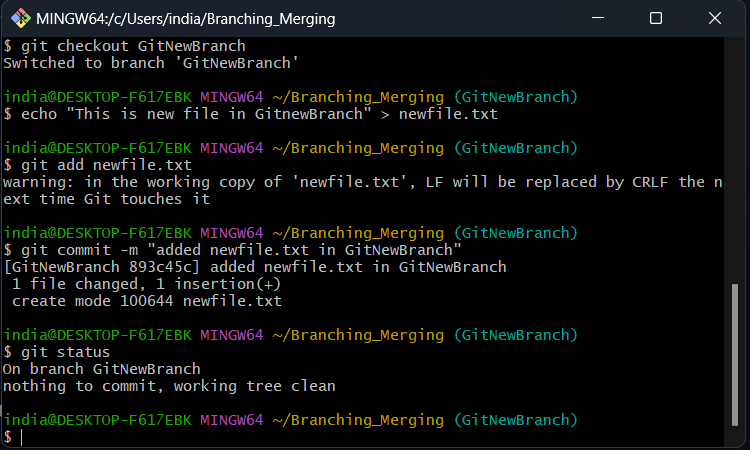 MINGW64:/c/Users/india/Branching_Merging
$ git checkout GitNewBranch
Switched to branch 'GitNewBranch'
india@DESKTOP-F617EBK MINGW64 ~/Branching_Merging (GitNewBranch)
$ echo "This is new file in GitnewBranch" > newfile.txt
india@DESKTOP-F617EBK MINGW64 ~/Branching_Merging (GitNewBranch)
$ git add newfile.txt
warning: in the working copy of 'newfile.txt', LF will be replaced by CRLF the n
ext time Git touches it
india@DESKTOP-F617EBK MINGW64 ~/Branching_Merging (GitNewBranch)
$ git commit -m "added newfile.txt in GitNewBranch"
[GitNewBranch 893c45c] added newfile.txt in GitNewBranch
 1 file changed, 1 insertion(+)
 create mode 100644 newfile.txt
india@DESKTOP-F617EBK MINGW64 ~/Branching_Merging (GitNewBranch)
$ git status
On branch GitNewBranch
nothing to commit, working tree clean
india@DESKTOP-F617EBK MINGW64 ~/Branching_Merging (GitNewBranch)
$